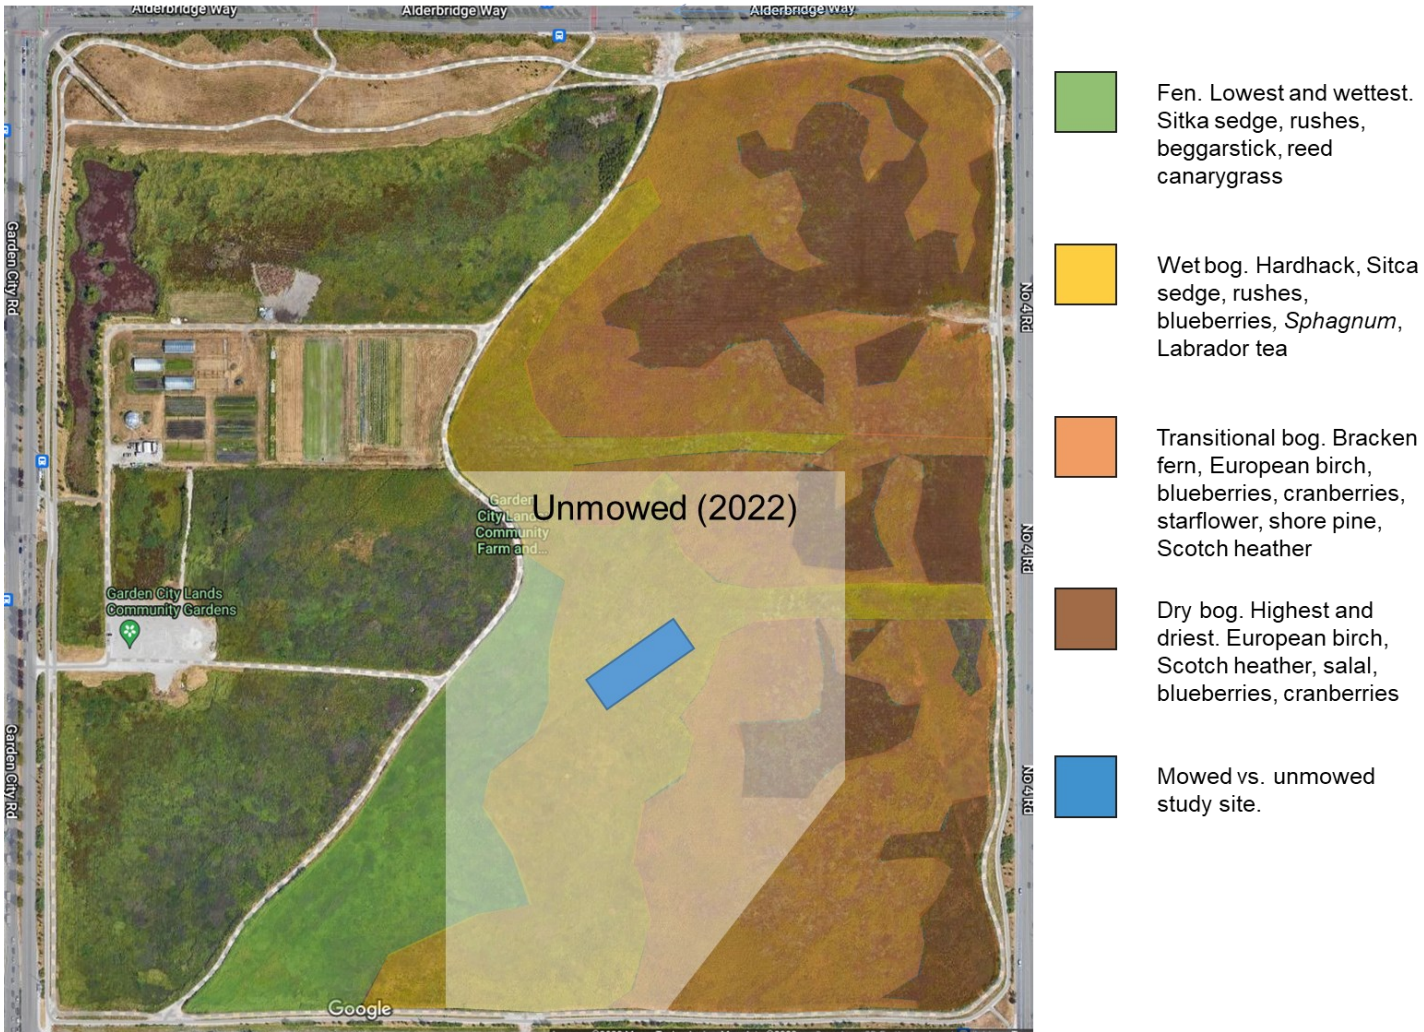 Alderbridge Way
Alderbridge Way
Alderbridge Way
Garden City Rd
No 4 Rd
Garden
City Lands
Community
Farm and...
Unmowed (2022)
No 4 Rd
Garden City Lands
Community Gardens
Garden City Rd
No 4 Rd
Google
Fen. Lowest and wettest.
Sitka sedge, rushes,
beggarstick, reed
canarygrass
Wet bog. Hardhack, Sitca
sedge, rushes,
blueberries, Sphagnum,
Labrador tea
Transitional bog. Bracken
fern, European birch,
blueberries, cranberries,
starflower, shore pine,
Scotch heather
Dry bog. Highest and
driest. European birch,
Scotch heather, salal,
blueberries, cranberries
Mowed vs. unmowed
study site.